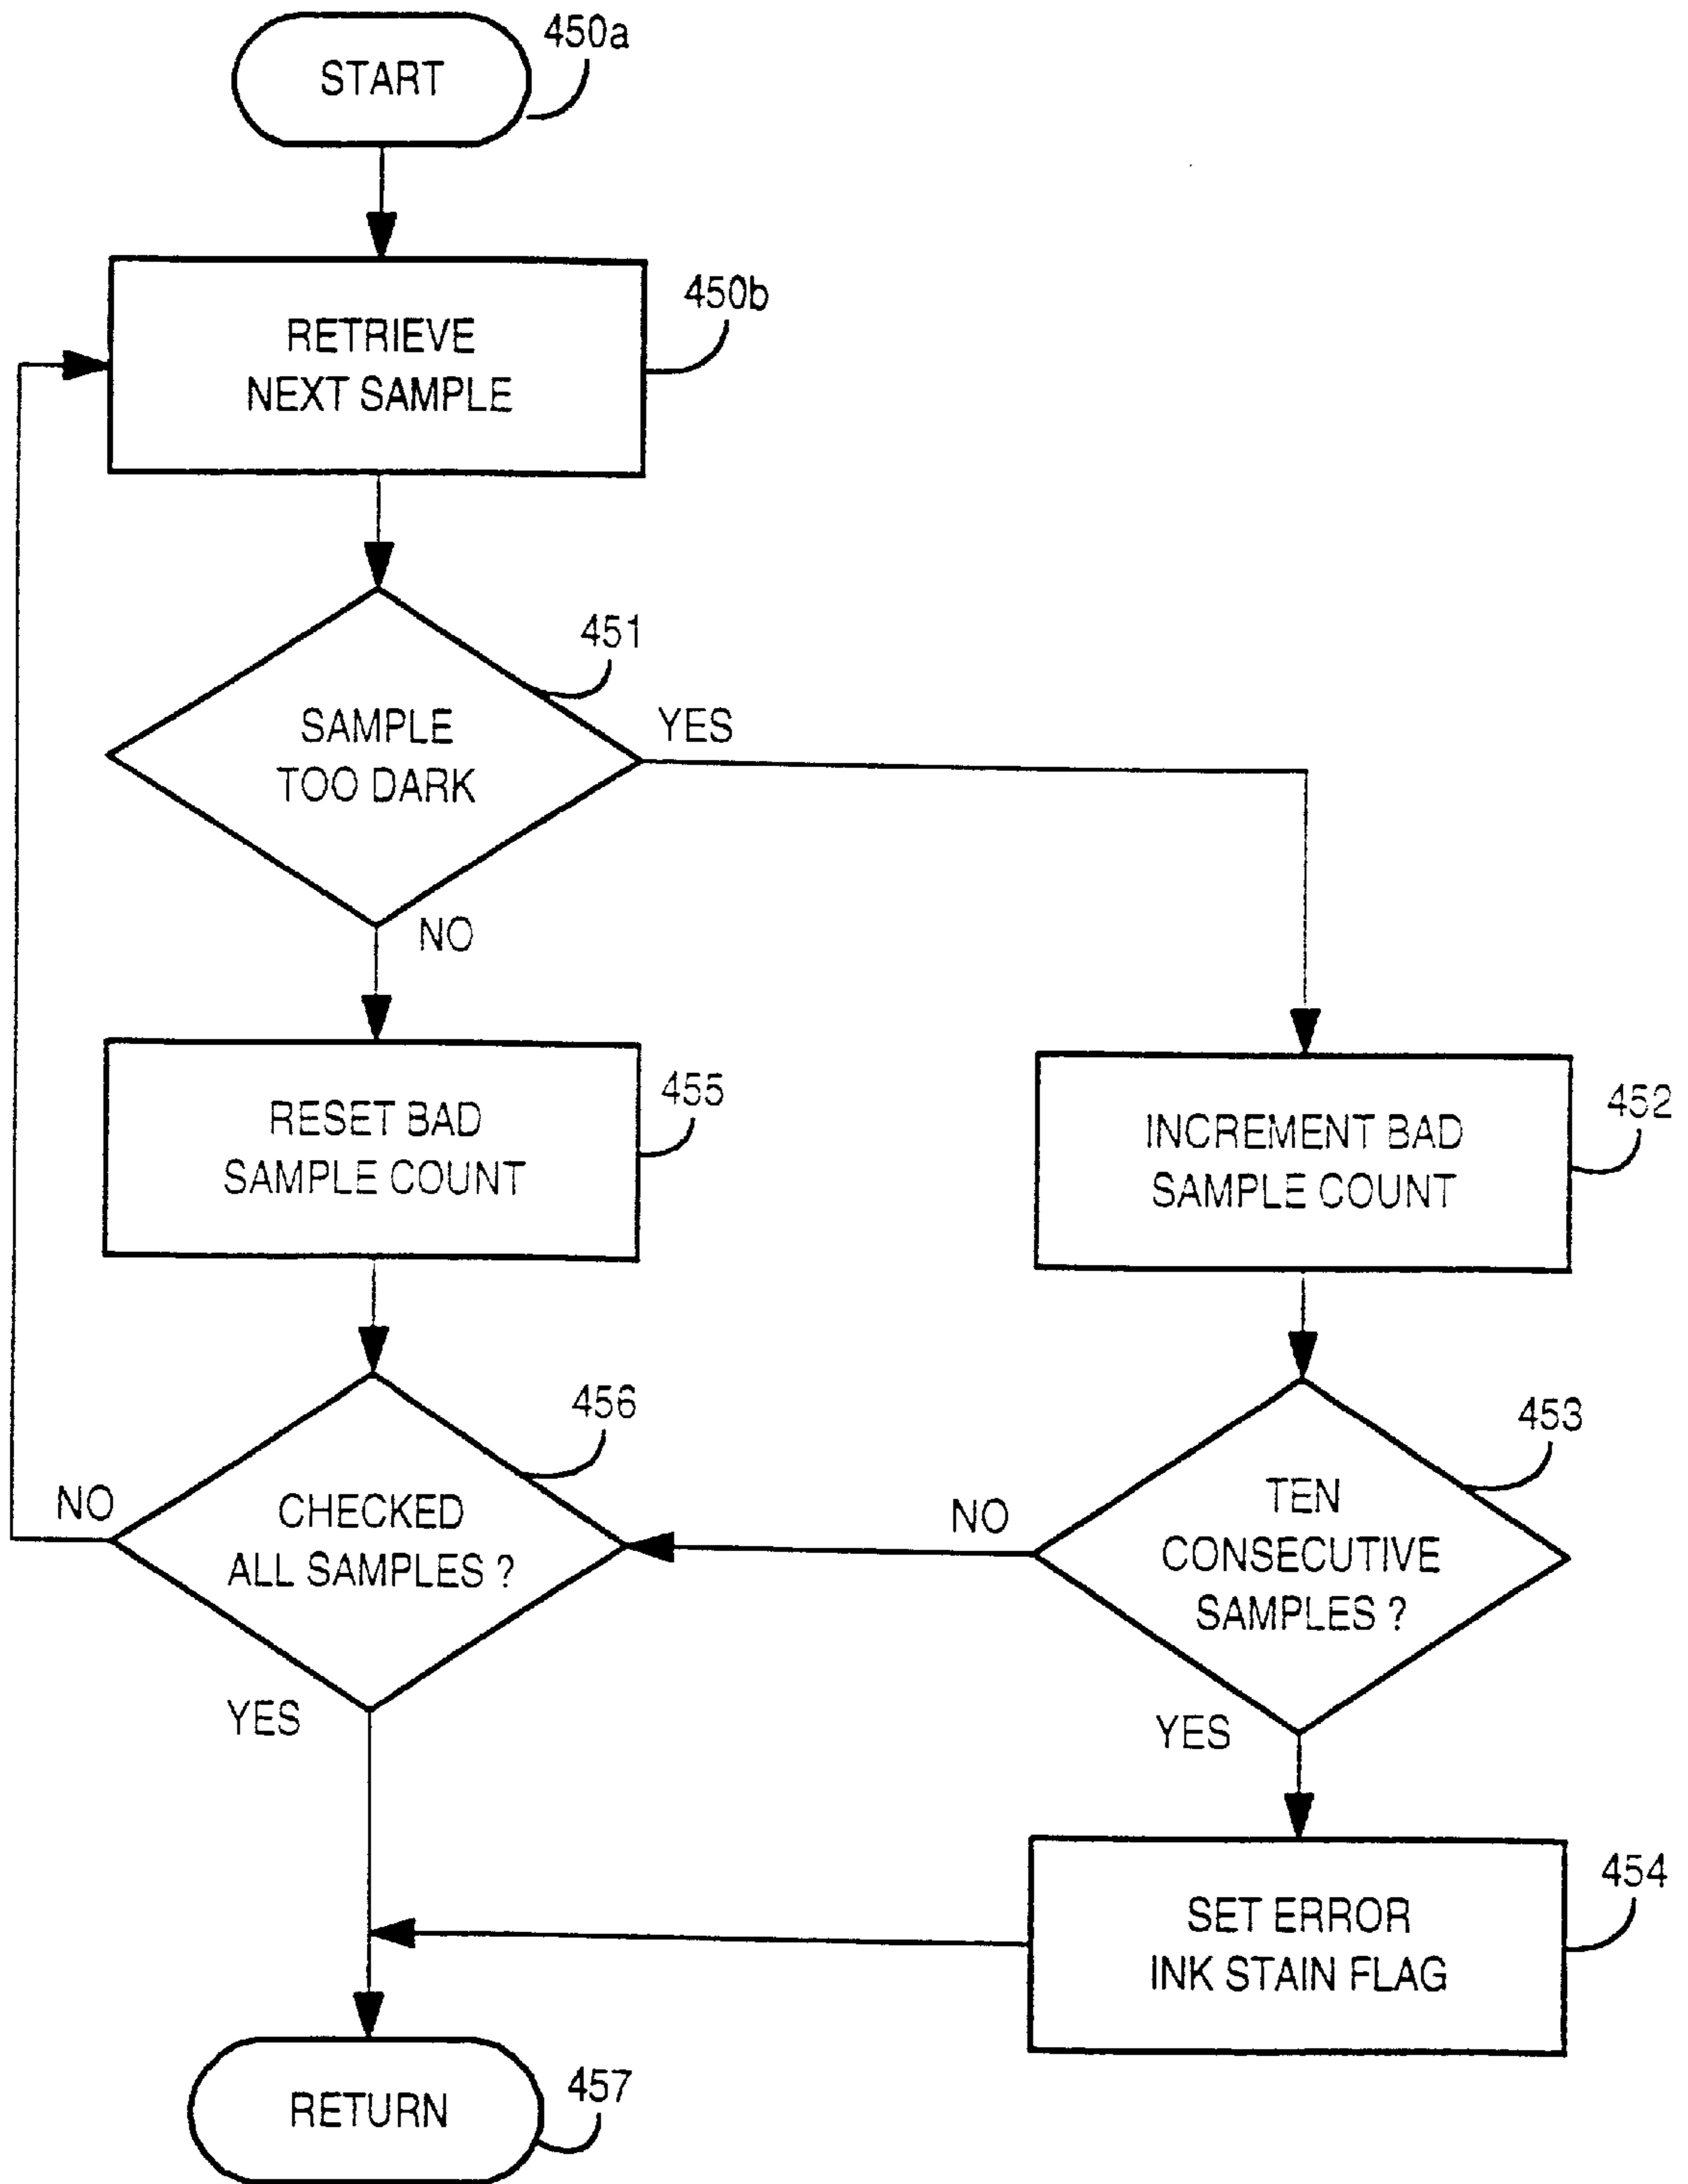 450a
START
450b
RETRIEVE
NEXT SAMPLE
451
SAMPLE
TOO DARK
YES
NO
455
RESET BAD
SAMPLE COUNT
452
INCREMENT BAD
SAMPLE COUNT
456
CHECKED
ALL SAMPLES ?
NO
YES
453
TEN
CONSECUTIVE
SAMPLES ?
NO
YES
454
SET ERROR
INK STAIN FLAG
RETURN
457